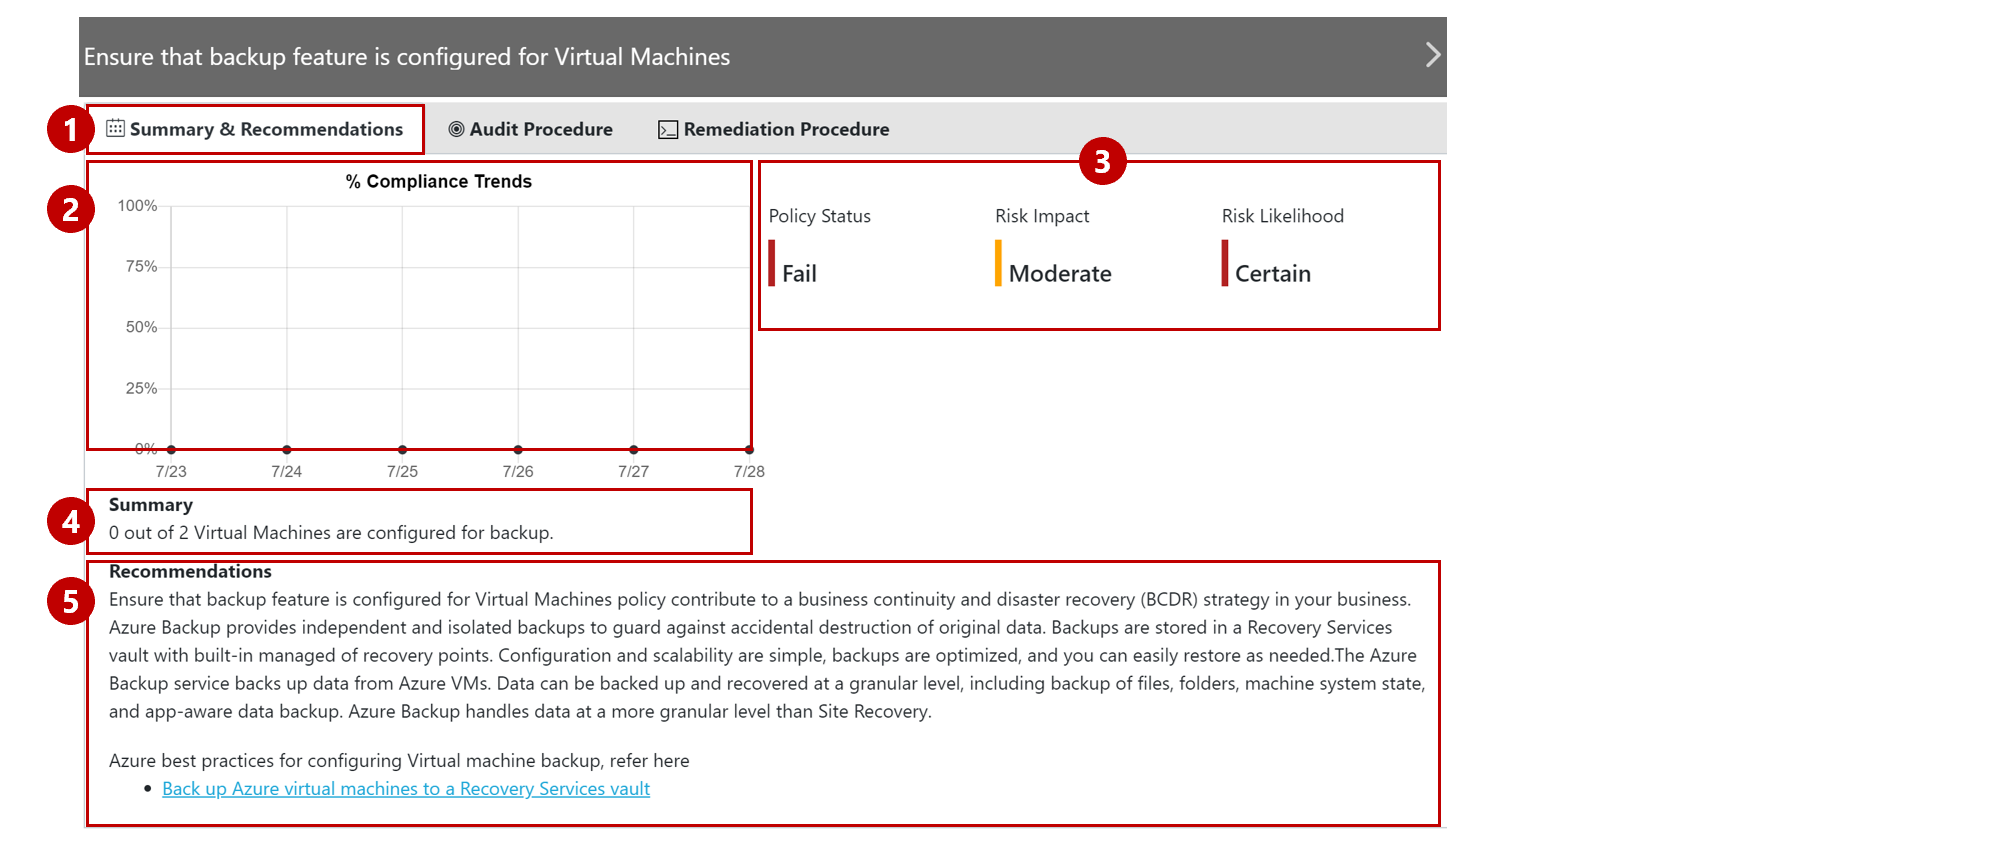 Ensure that backup feature is configured for Virtual Machines
1
Summary & Recommendations
Audit Procedure
Remediation Procedure
2
% Compliance Trends
100%
75%
50%
25%
0%
7/23 7/24 7/25 7/26 7/27 7/28
3
Policy Status Risk Impact Risk Likelihood
Fail Moderate Certain
4
Summary
0 out of 2 Virtual Machines are configured for backup.
5
Recommendations
Ensure that backup feature is configured for Virtual Machines policy contribute to a business continuity and disaster recovery (BCDR) strategy in your business.
Azure Backup provides independent and isolated backups to guard against accidental destruction of original data. Backups are stored in a Recovery Services
vault with built-in managed of recovery points. Configuration and scalability are simple, backups are optimized, and you can easily restore as needed.The Azure
Backup service backs up data from Azure VMs. Data can be backed up and recovered at a granular level, including backup of files, folders, machine system state,
and app-aware data backup. Azure Backup handles data at a more granular level than Site Recovery.
Azure best practices for configuring Virtual machine backup, refer here
• Back up Azure virtual machines to a Recovery Services vault